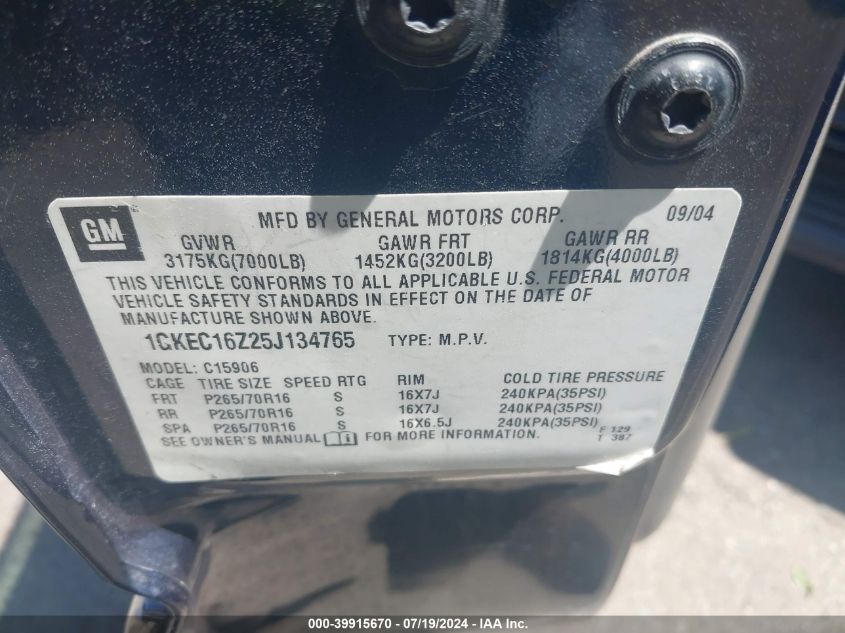 GM
MFD BY GENERAL MOTORS CORP. 09/04
GVWR GAWR FRT GAWR RR
3175KG(7000LB) 1452KG(3200LB) 1814KG(4000LB)
THIS VEHICLE CONFORMS TO ALL APPLICABLE U.S. FEDERAL MOTOR
VEHICLE SAFETY STANDARDS IN EFFECT ON THE DATE OF
MANUFACTURE SHOWN ABOVE.
1CKEC16Z25J134765 TYPE: M.P.V.
MODEL: C15906
CAGE TIRE SIZE SPEED RTG RIM COLD TIRE PRESSURE
FRT P265/70R16 S 16X7J 240KPA(35PSI)
RR P265/70R16 S 16X7J 240KPA(35PSI)
SPA P265/70R16 S 16X6.5J 240KPA(35PSI)
SEE OWNER'S MANUAL FOR MORE INFORMATION.
F 129
T 387
000-39915670 - 07/19/2024 - IAA Inc.